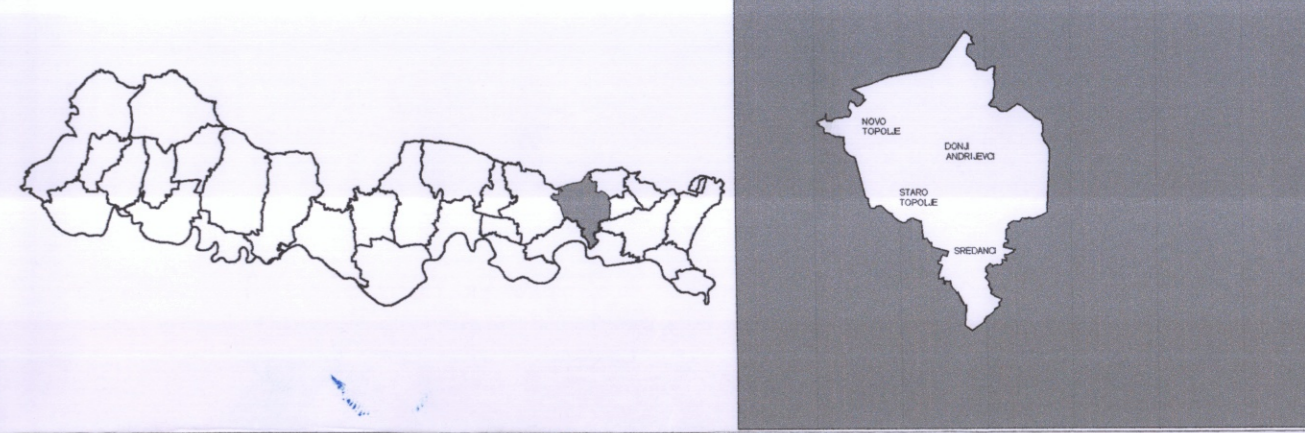 NOVO
TOPOLJE
DONJI
ANDRIJEVCI
STARO
TOPOLJE
SREDANCI